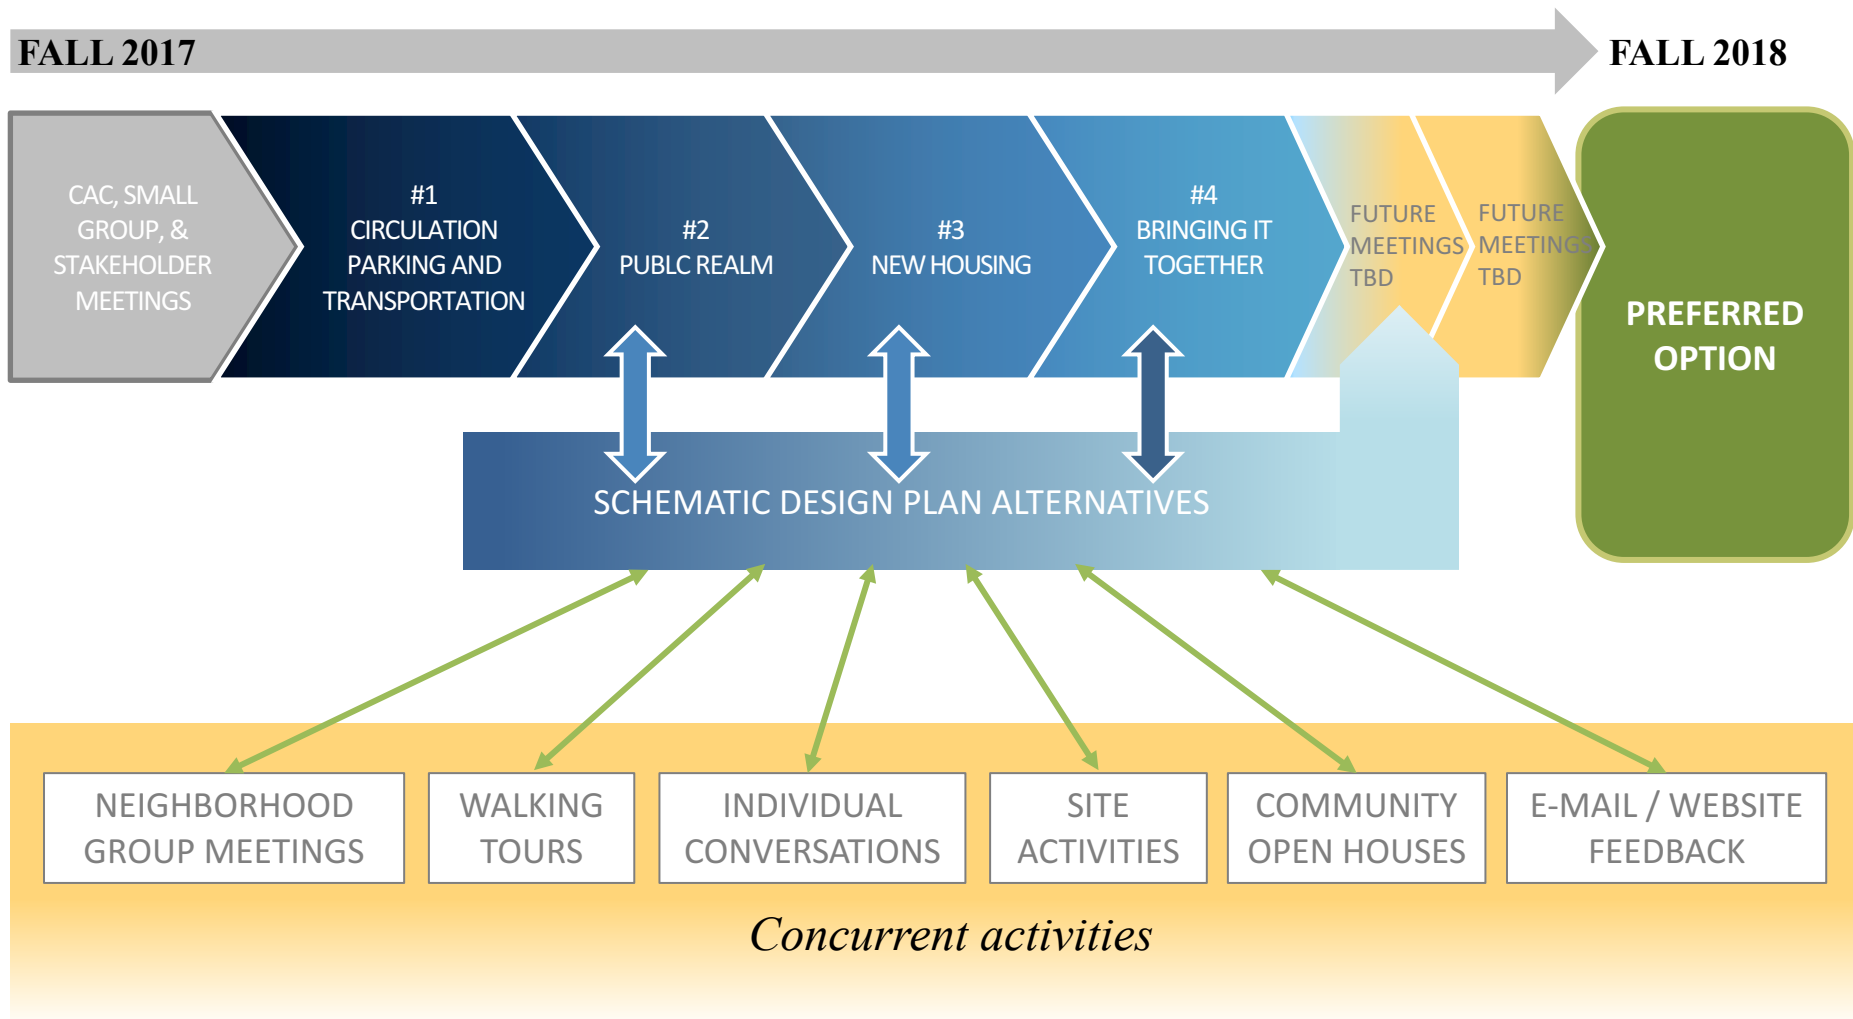 FALL 2017
FALL 2018
CAC, SMALL
GROUP, &
STAKEHOLDER
MEETINGS
#1
CIRCULATION
PARKING AND
TRANSPORTATION
#2
PUBLC REALM
#3
NEW HOUSING
#4
BRINGING IT
TOGETHER
FUTURE
MEETINGS
TBD
FUTURE
MEETINGS
TBD
PREFERRED
OPTION
SCHEMATIC DESIGN PLAN ALTERNATIVES
NEIGHBORHOOD
GROUP MEETINGS
WALKING
TOURS
INDIVIDUAL
CONVERSATIONS
SITE
ACTIVITIES
COMMUNITY
OPEN HOUSES
E-MAIL / WEBSITE
FEEDBACK
Concurrent activities